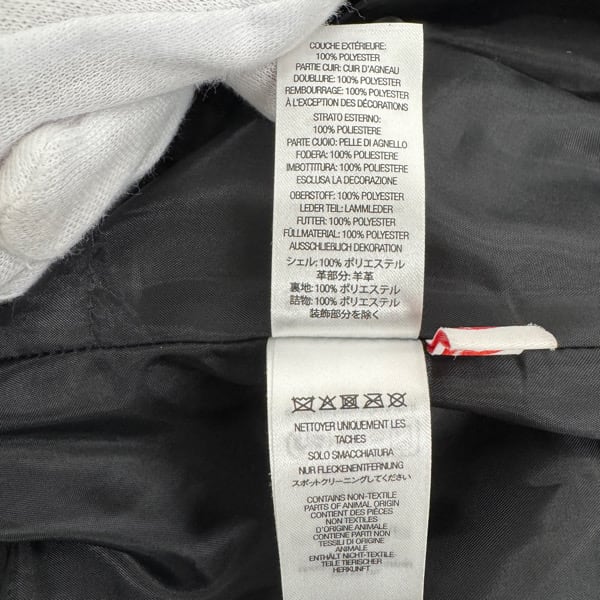 COUCHE EXTÉRIEURE:
100% POLYESTER
PARTIE CUIR: CUIR D'AGNEAU
DOUBLURE: 100% POLYESTER
REMBOURRAGE: 100% POLYESTER
À L'EXCEPTION DES DÉCORATIONS
STRATO ESTERNO:
100% POLIESTERE
PARTE CUOIO: PELLE DI AGNELLO
FODERA: 100% POLIESTERE
IMBOTTITURA: 100% POLIESTERE
ESCLUSA LA DECORAZIONE
OBERSTOFF: 100% POLYESTER
LEDER TEIL: LAMMLEDER
FUTTER: 100% POLYESTER
FÜLLMATERIAL: 100% POLYESTER
AUSSCHLIEBLICH DEKORATION
シェル: 100% ポリエステル
革部分: 羊革
裏地: 100% ポリエステル
詰物: 100% ポリエステル
装飾部分を除く
NETTOYER UNIQUEMENT LES
TACHES
SOLO SMACCHIATURA
NUR FLECKENENTFERNUNG
スポットクリーニングしてください
CONTAINS NON-TEXTILE
PARTS OF ANIMAL ORIGIN
CONTIENT DES PIÈCES
NON TEXTILES
D'ORIGINE ANIMALE
CONTIENE PARTI NON
TESSILI DI ORIGINE
ANIMALE
ENTHÄLT NICHT-TEXTILE
TEILE TIERISCHER
HERKUNFT